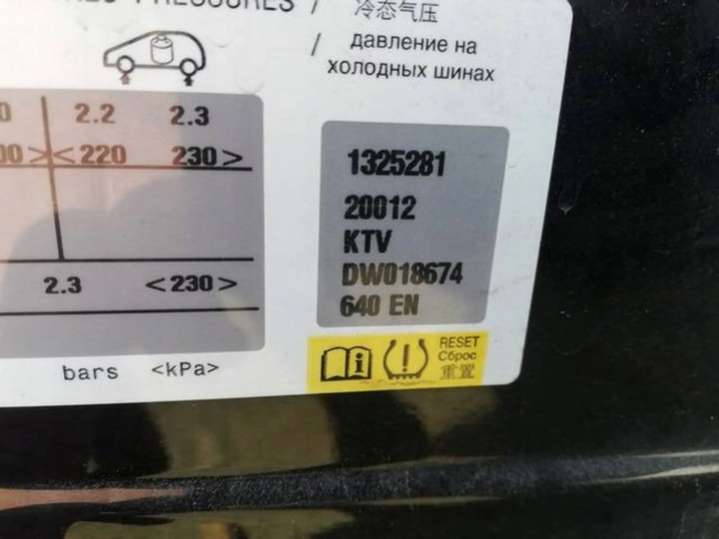 PRESSURES /
冷态气压
/ давление на
холодных шинах
2.2 2.3
<220 230>
2.3 <230>
bars <kPa>
1325281
20012
KTV
DW018674
640 EN
RESET
Сброс
重置